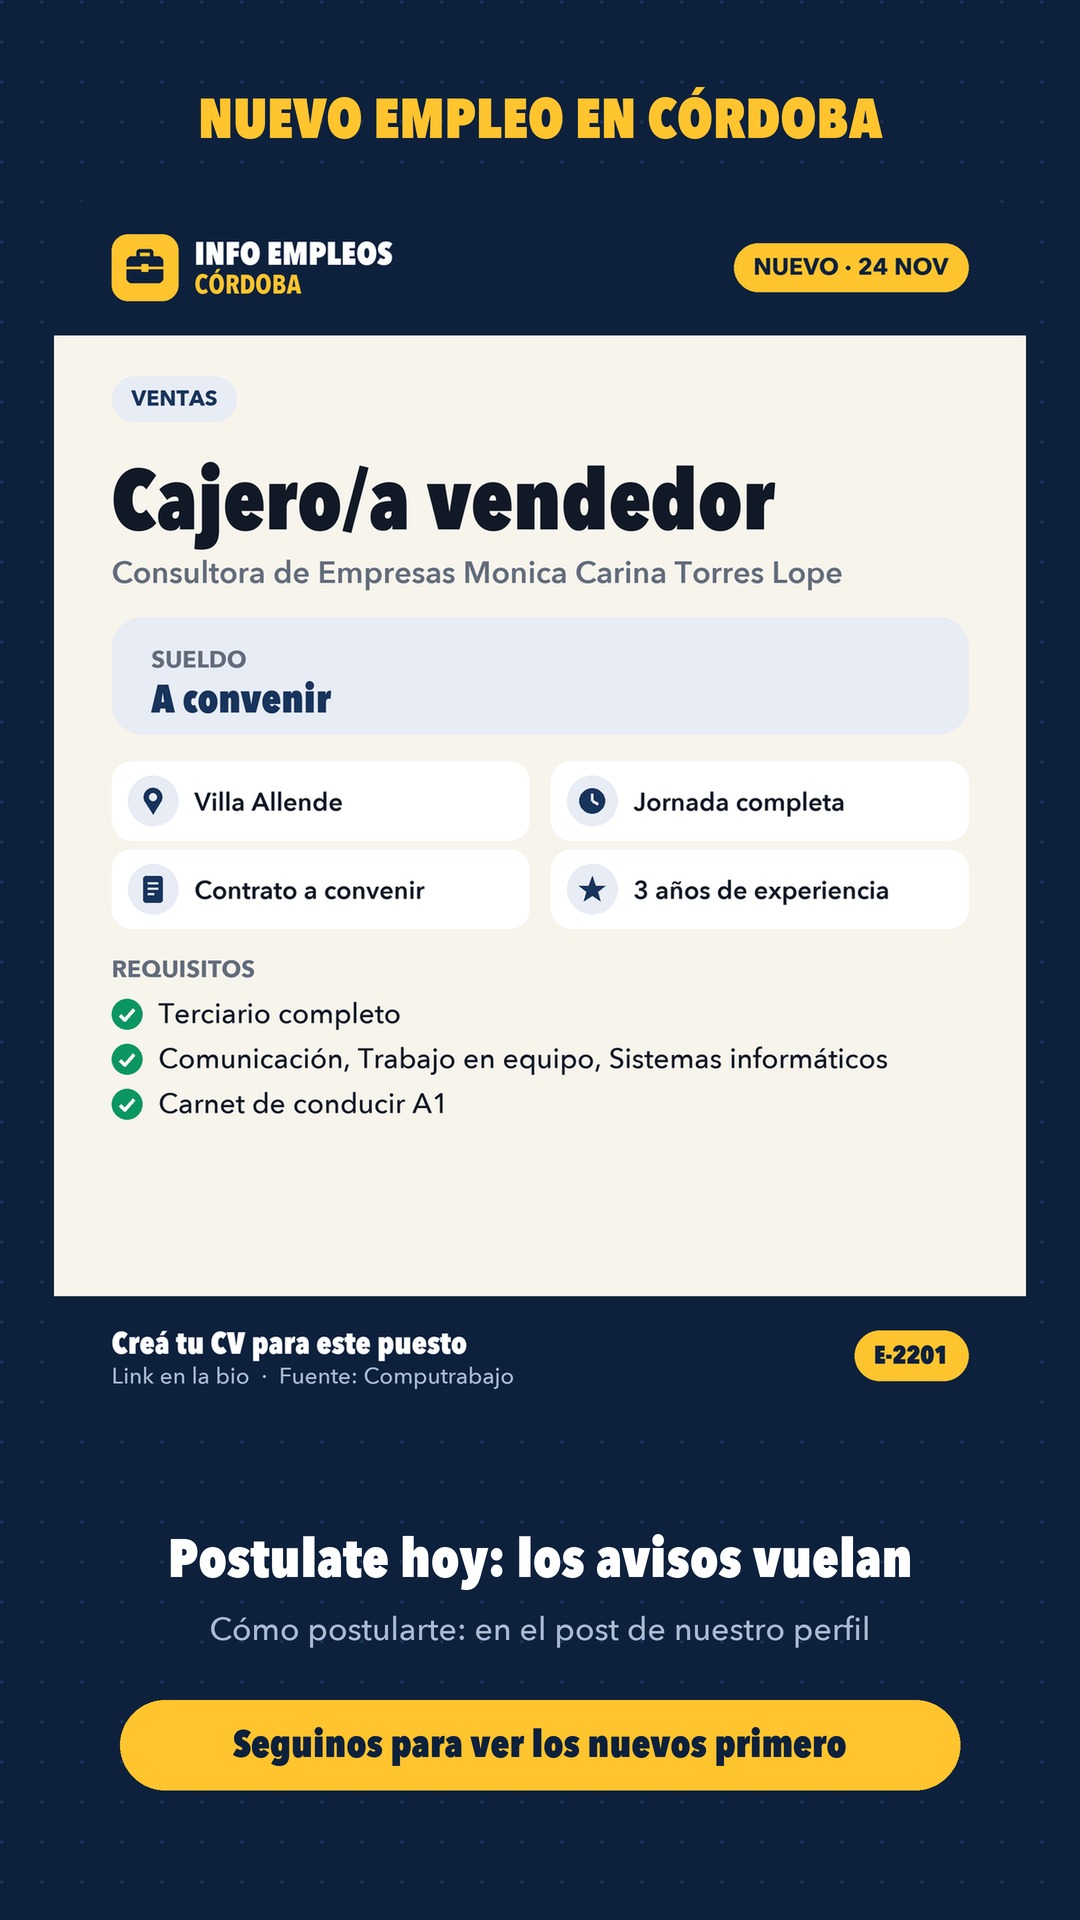 NUEVO EMPLEO EN CÓRDOBA
INFO EMPLEOS
CÓRDOBA
NUEVO · 24 NOV
VENTAS
Cajero/a vendedor
Consultora de Empresas Monica Carina Torres Lope
SUELDO
A convenir
Villa Allende
Jornada completa
Contrato a convenir
3 años de experiencia
REQUISITOS
Terciario completo
Comunicación, Trabajo en equipo, Sistemas informáticos
Carnet de conducir A1
Creá tu CV para este puesto
Link en la bio · Fuente: Computrabajo
E-2201
Postulate hoy: los avisos vuelan
Cómo postularte: en el post de nuestro perfil
Seguinos para ver los nuevos primero